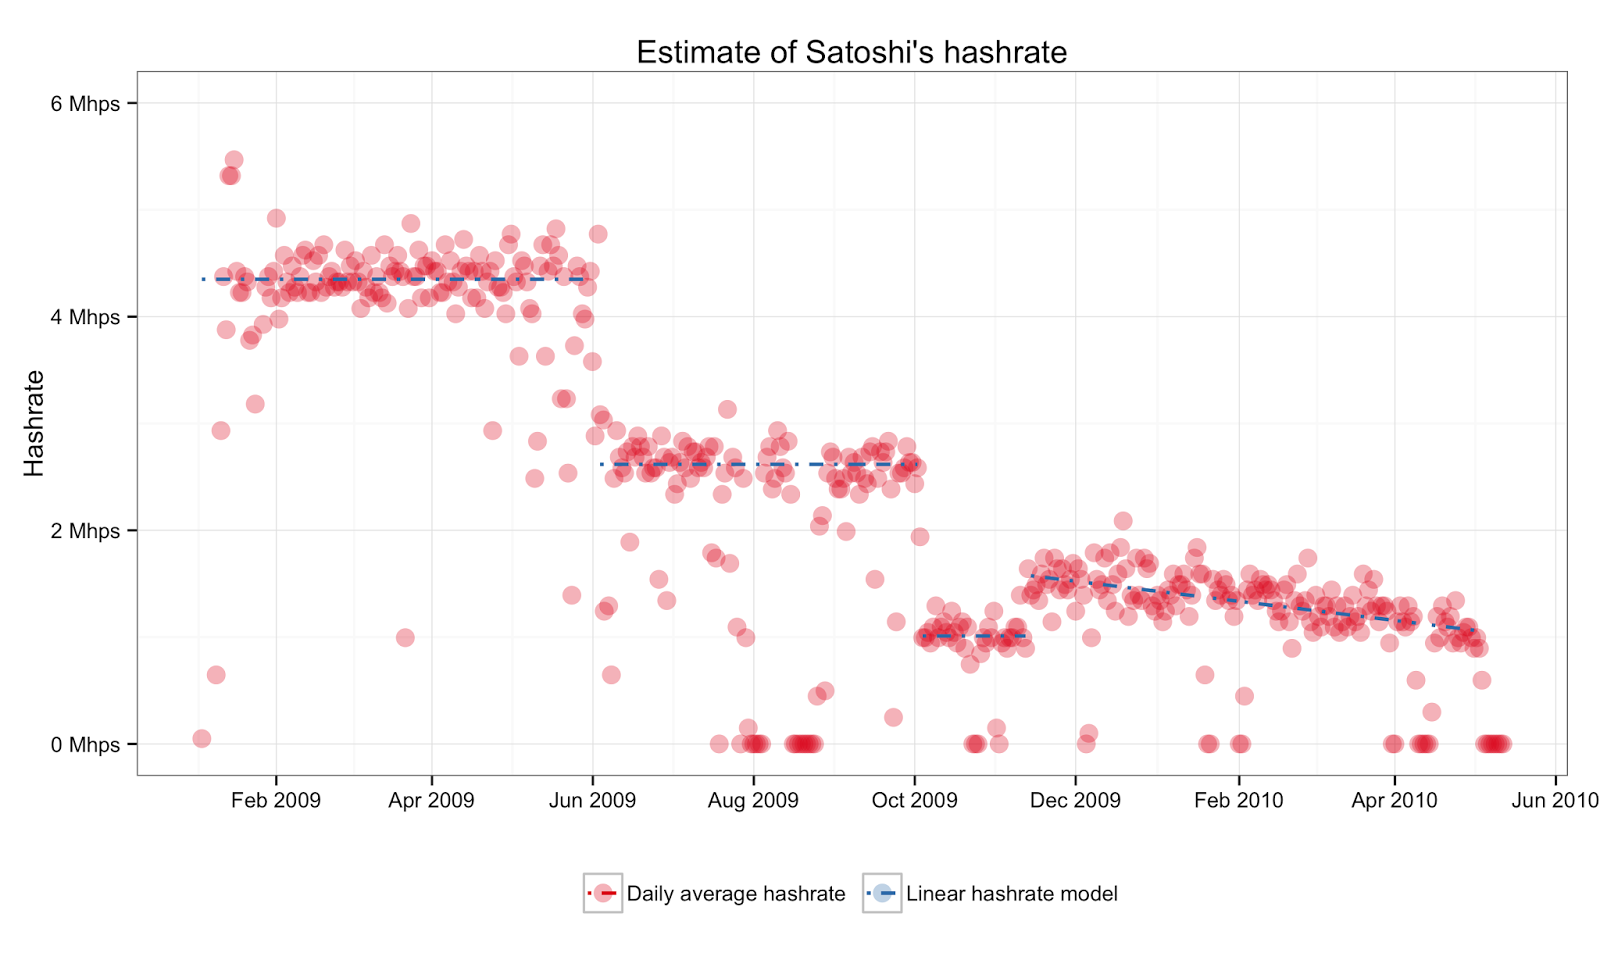 Estimate of Satoshi's hashrate
6 Mhps
4 Mhps
2 Mhps
0 Mhps
Hashrate
Feb 2009 Apr 2009 Jun 2009 Aug 2009 Oct 2009 Dec 2009 Feb 2010 Apr 2010 Jun 2010
Daily average hashrate Linear hashrate model